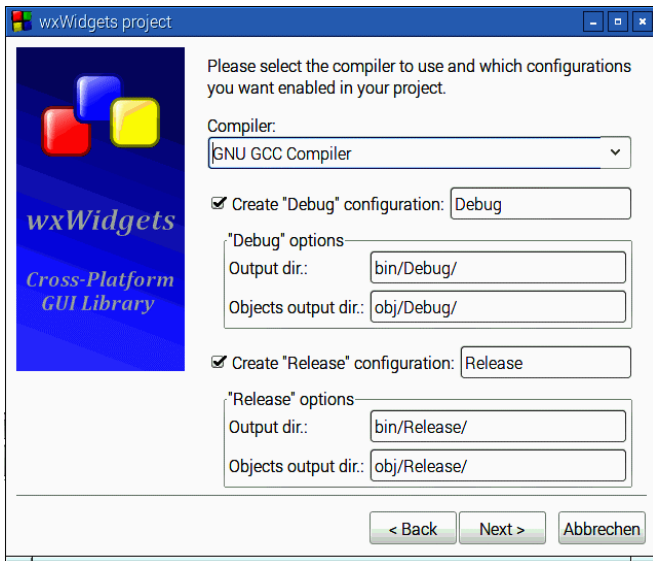 wxWidgets project
Please select the compiler to use and which configurations
you want enabled in your project.
Compiler:
GNU GCC Compiler
wxWidgets
Cross-Platform
GUI Library
Create "Debug" configuration: Debug
"Debug" options
Output dir.: bin/Debug/
Objects output dir.: obj/Debug/
Create "Release" configuration: Release
"Release" options
Output dir.: bin/Release/
Objects output dir.: obj/Release/
< Back Next > Abbrechen